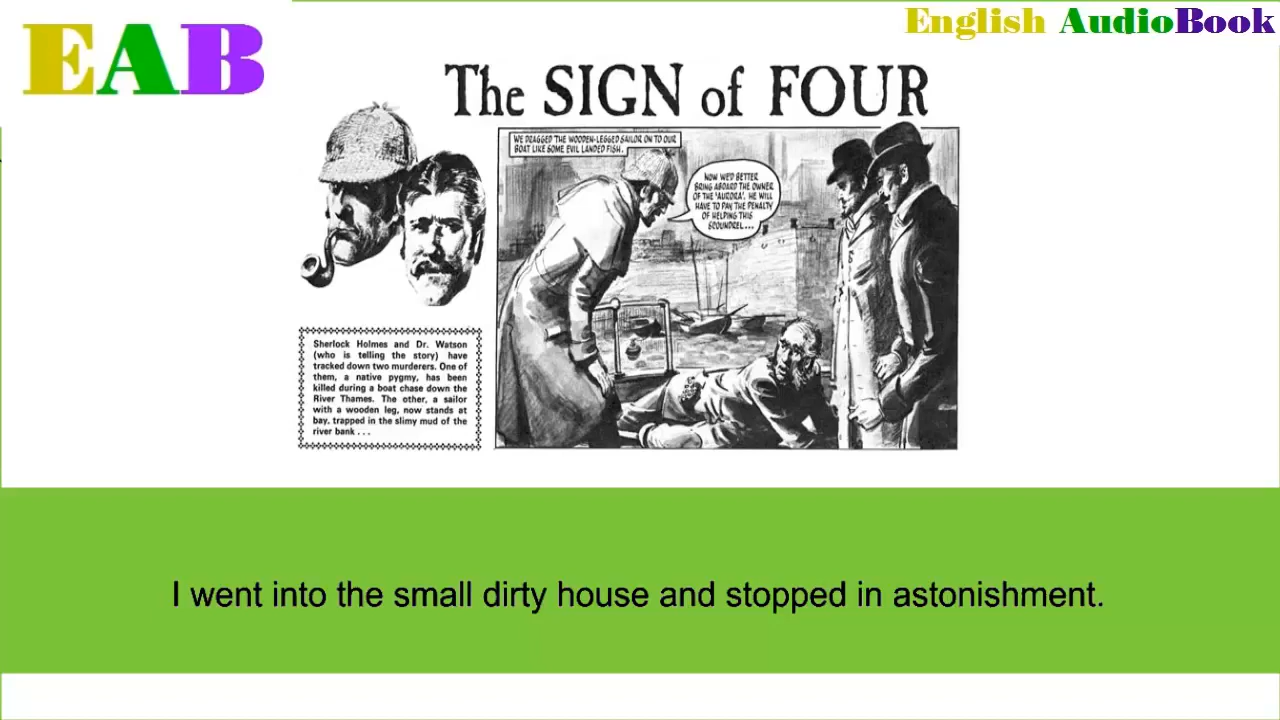 EAB
English AudioBook
The SIGN of FOUR
WE DRAGGED THE WOODEN-LEGGED SAILOR ON TO OUR
BOAT LIKE SOME EVIL LANDED FISH.
NOW WE'D BETTER
BRING ABOARD THE OWNER
OF THE 'AURORA'. HE WILL
HAVE TO PAY THE PENALTY
OF HELPING THIS
SCOUNDREL...
Sherlock Holmes and Dr. Watson
(who is telling the story) have
tracked down two murderers. One of
them, a native pygmy, has been
killed during a boat chase down the
River Thames. The other, a sailor
with a wooden leg, now stands at
bay, trapped in the slimy mud of the
river bank . . .
I went into the small dirty house and stopped in astonishment.